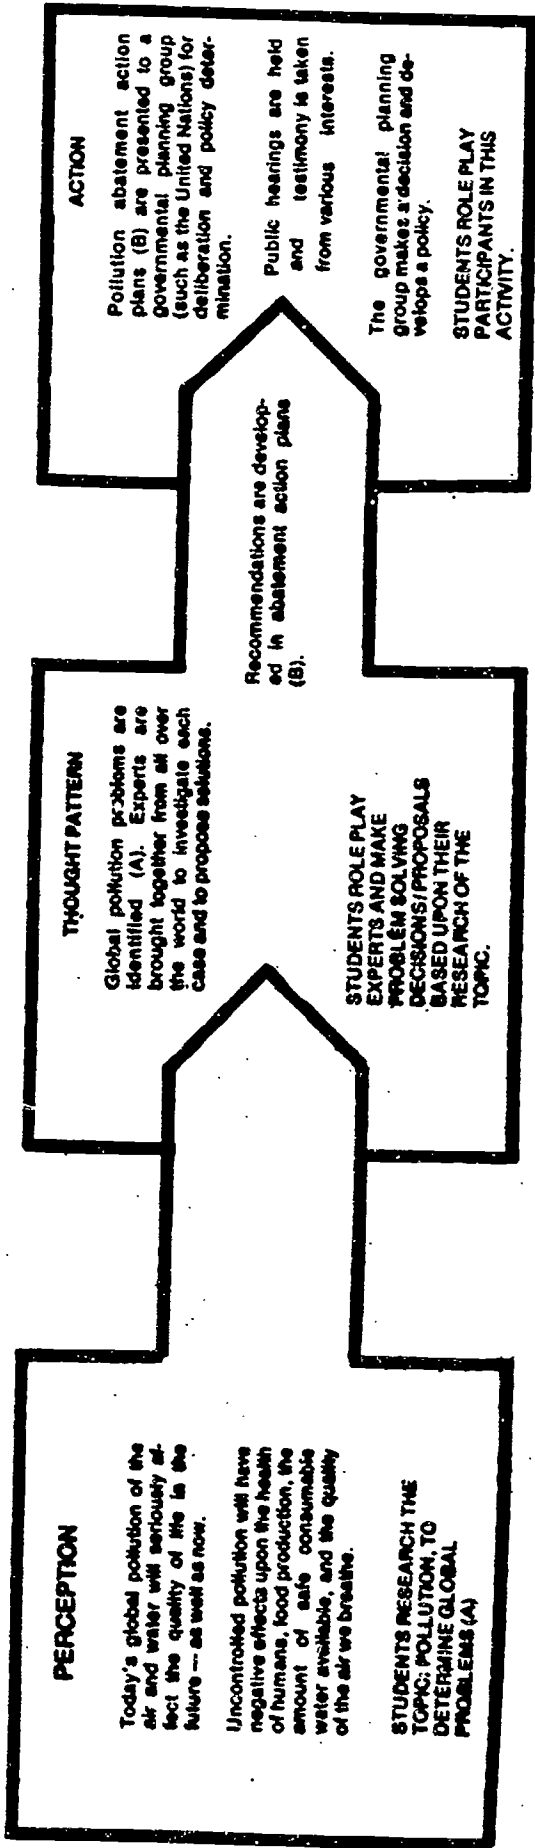 PERCEPTION
Today's global pollution of the
air and water will seriously af-
fect the quality of life in the
future — as well as now.
Uncontrolled pollution will have
negative effects upon the health
of humans, food production, the
amount of safe consumable
water available, and the quality
of the air we breathe.
STUDENTS RESEARCH THE
TOPIC: POLLUTION, TO
DETERMINE GLOBAL
PROBLEMS (A)
THOUGHT PATTERN
Global pollution problems are
identified (A). Experts are
brought together from all over
the world to investigate each
case and to propose solutions.
STUDENTS ROLE PLAY
EXPERTS AND MAKE
PROBLEM SOLVING
DECISIONS/PROPOSALS
BASED UPON THEIR
RESEARCH OF THE
TOPIC.
Recommendations are develop-
ed in abatement action plans
(B).
ACTION
Pollution abatement action
plans (B) are presented to a
governmental planning group
(such as the United Nations) for
deliberation and policy deter-
mination.
Public hearings are held
and testimony is taken
from various interests.
The governmental planning
group makes a decision and de-
velops a policy.
STUDENTS ROLE PLAY
PARTICIPANTS IN THIS
ACTIVITY.